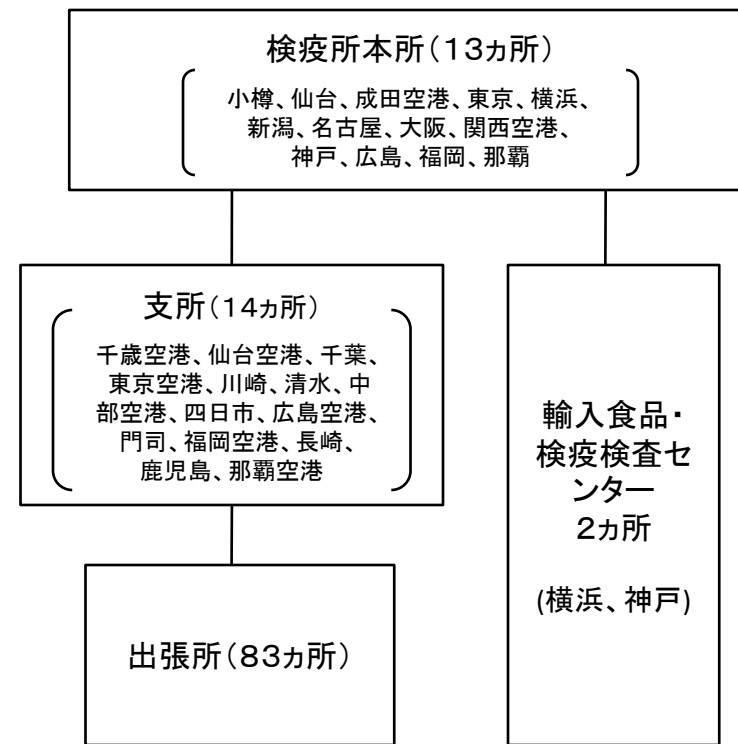 検疫所本所(13ヵ所)
小樽、仙台、成田空港、東京、横浜、
新潟、名古屋、大阪、関西空港、
神戸、広島、福岡、那覇
支所(14ヵ所)
千歳空港、仙台空港、千葉、
東京空港、川崎、清水、中
部空港、四日市、広島空港、
門司、福岡空港、長崎、
鹿児島、那覇空港
出張所(83ヵ所)
輸入食品・
検疫検査セ
ンター
2ヵ所
(横浜、神戸)